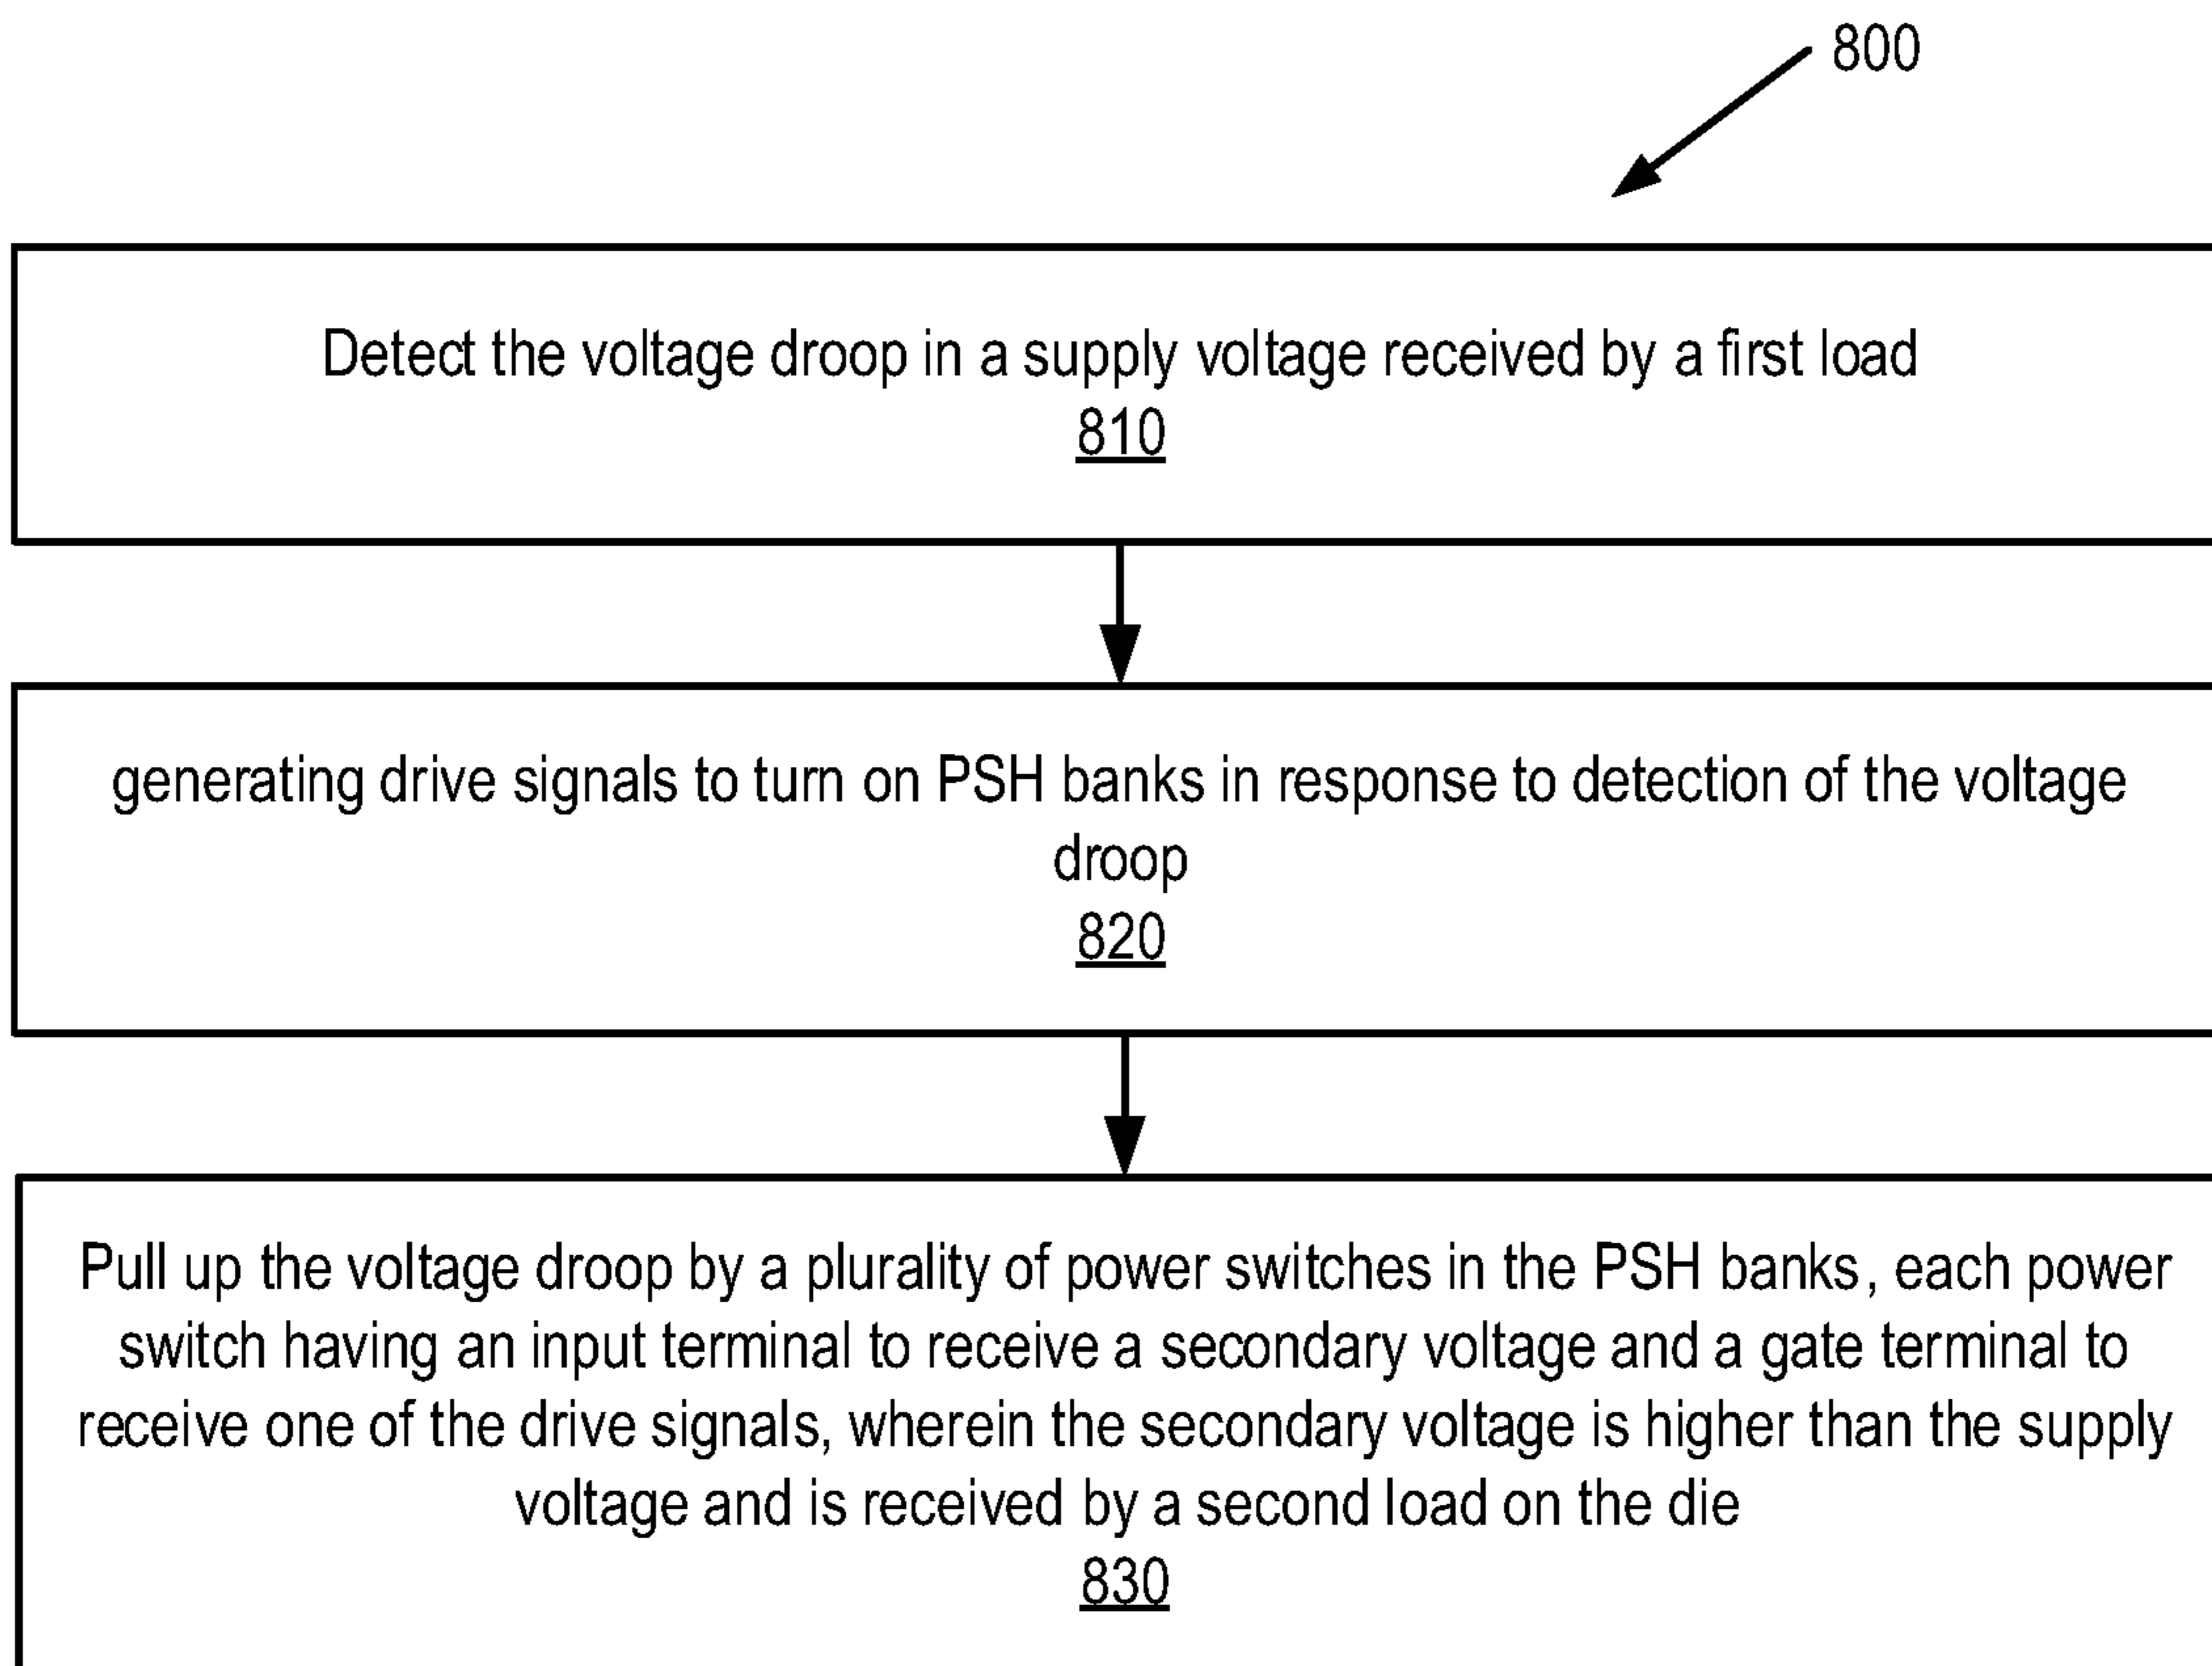 800
Detect the voltage droop in a supply voltage received by a first load
810
generating drive signals to turn on PSH banks in response to detection of the voltage
droop
820
Pull up the voltage droop by a plurality of power switches in the PSH banks, each power
switch having an input terminal to receive a secondary voltage and a gate terminal to
receive one of the drive signals, wherein the secondary voltage is higher than the supply
voltage and is received by a second load on the die
830